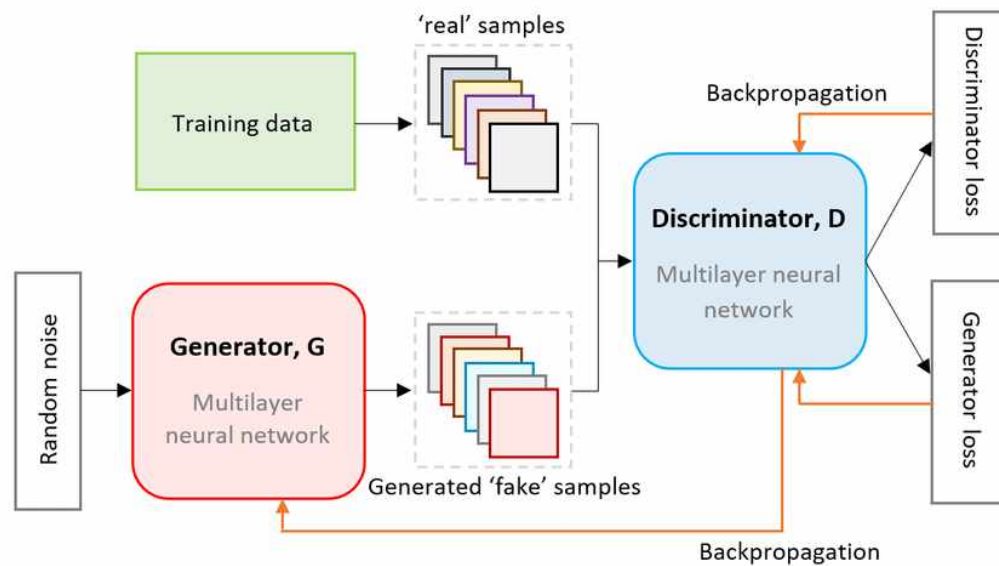 'real' samples
Training data
Backpropagation
Discriminator loss
Discriminator, D
Multilayer neural
network
Random noise
Generator, G
Multilayer
neural network
Generated 'fake' samples
Generator loss
Backpropagation